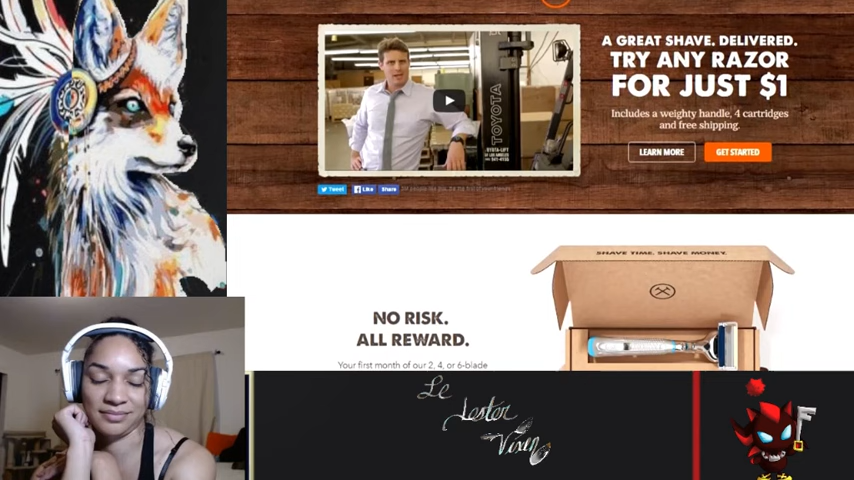 A GREAT SHAVE. DELIVERED.
TRY ANY RAZOR
FOR JUST $1
Includes a weighty handle, 4 cartridges
and free shipping.
LEARN MORE
GET STARTED
TOYOTA
Tweet
Like
Share
SHAVE TIME. SHAVE MONEY.
NO RISK.
ALL REWARD.
Your first month of our 2, 4, or 6-blade
Le
Lester
Vixen